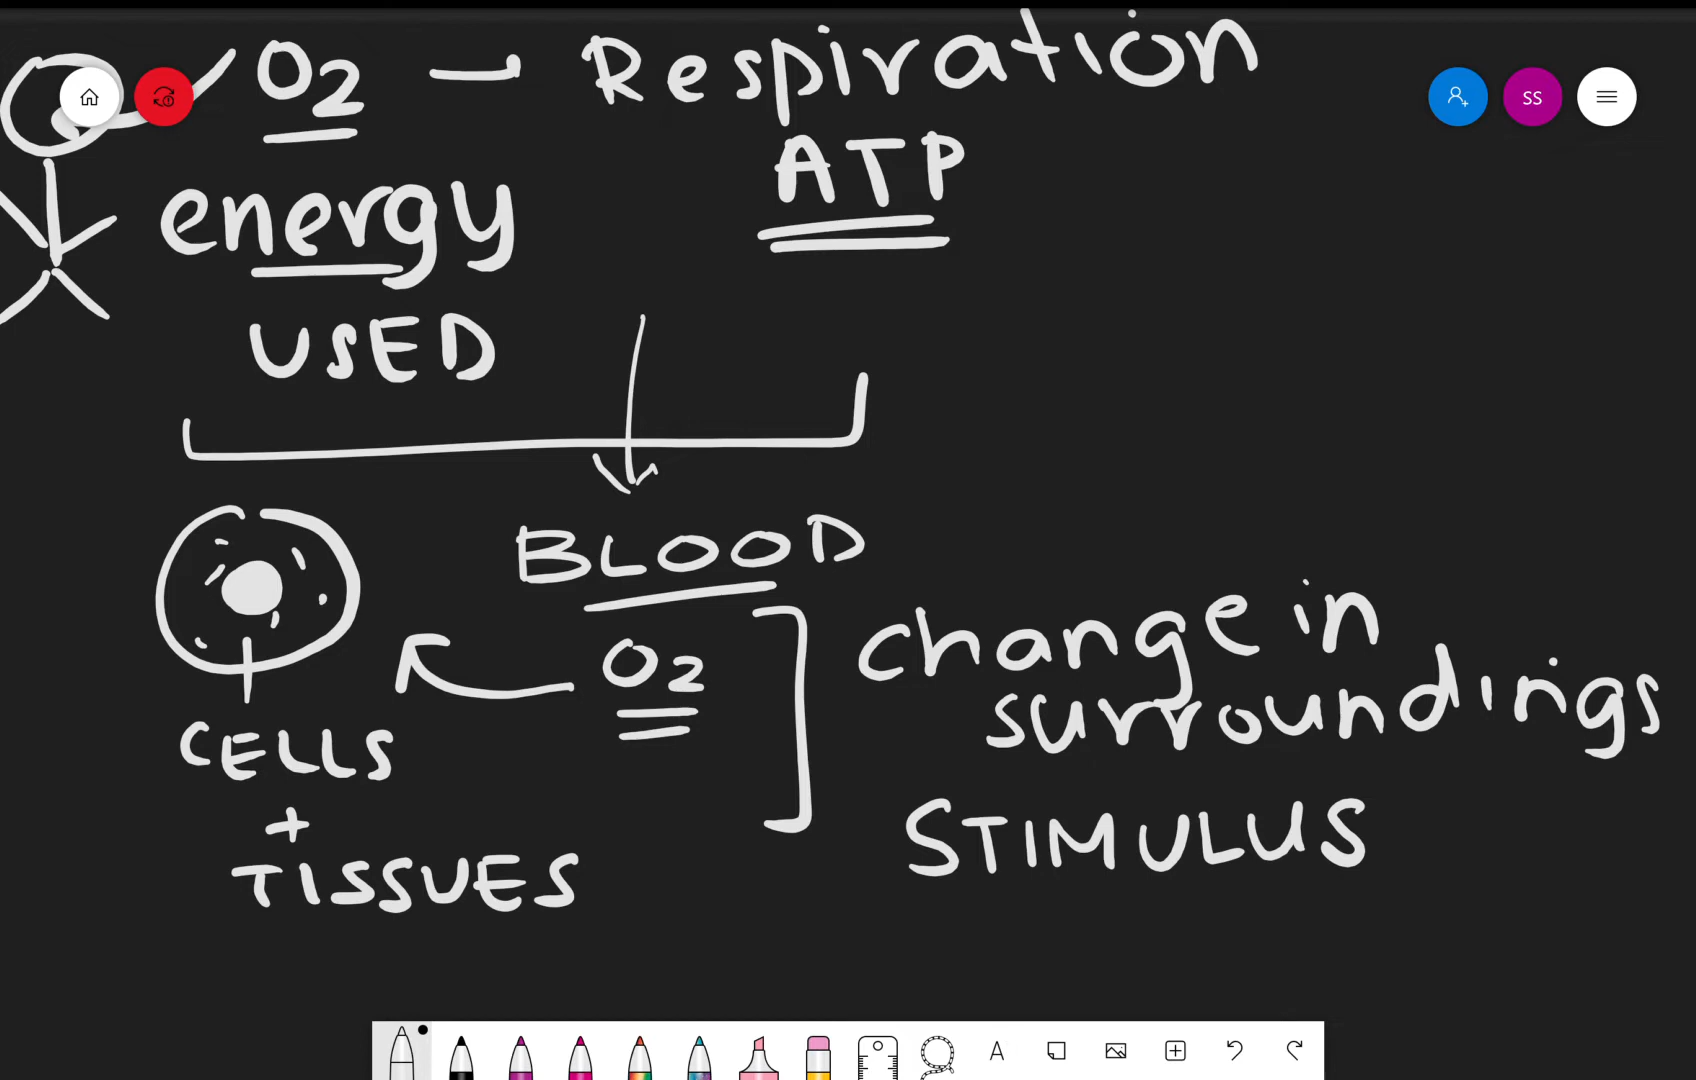 O2 - Respiration
ATP
energy
USED
BLOOD
O2
change in
surroundings
STIMULUS
CELLS
+
TISSUES
SS
A